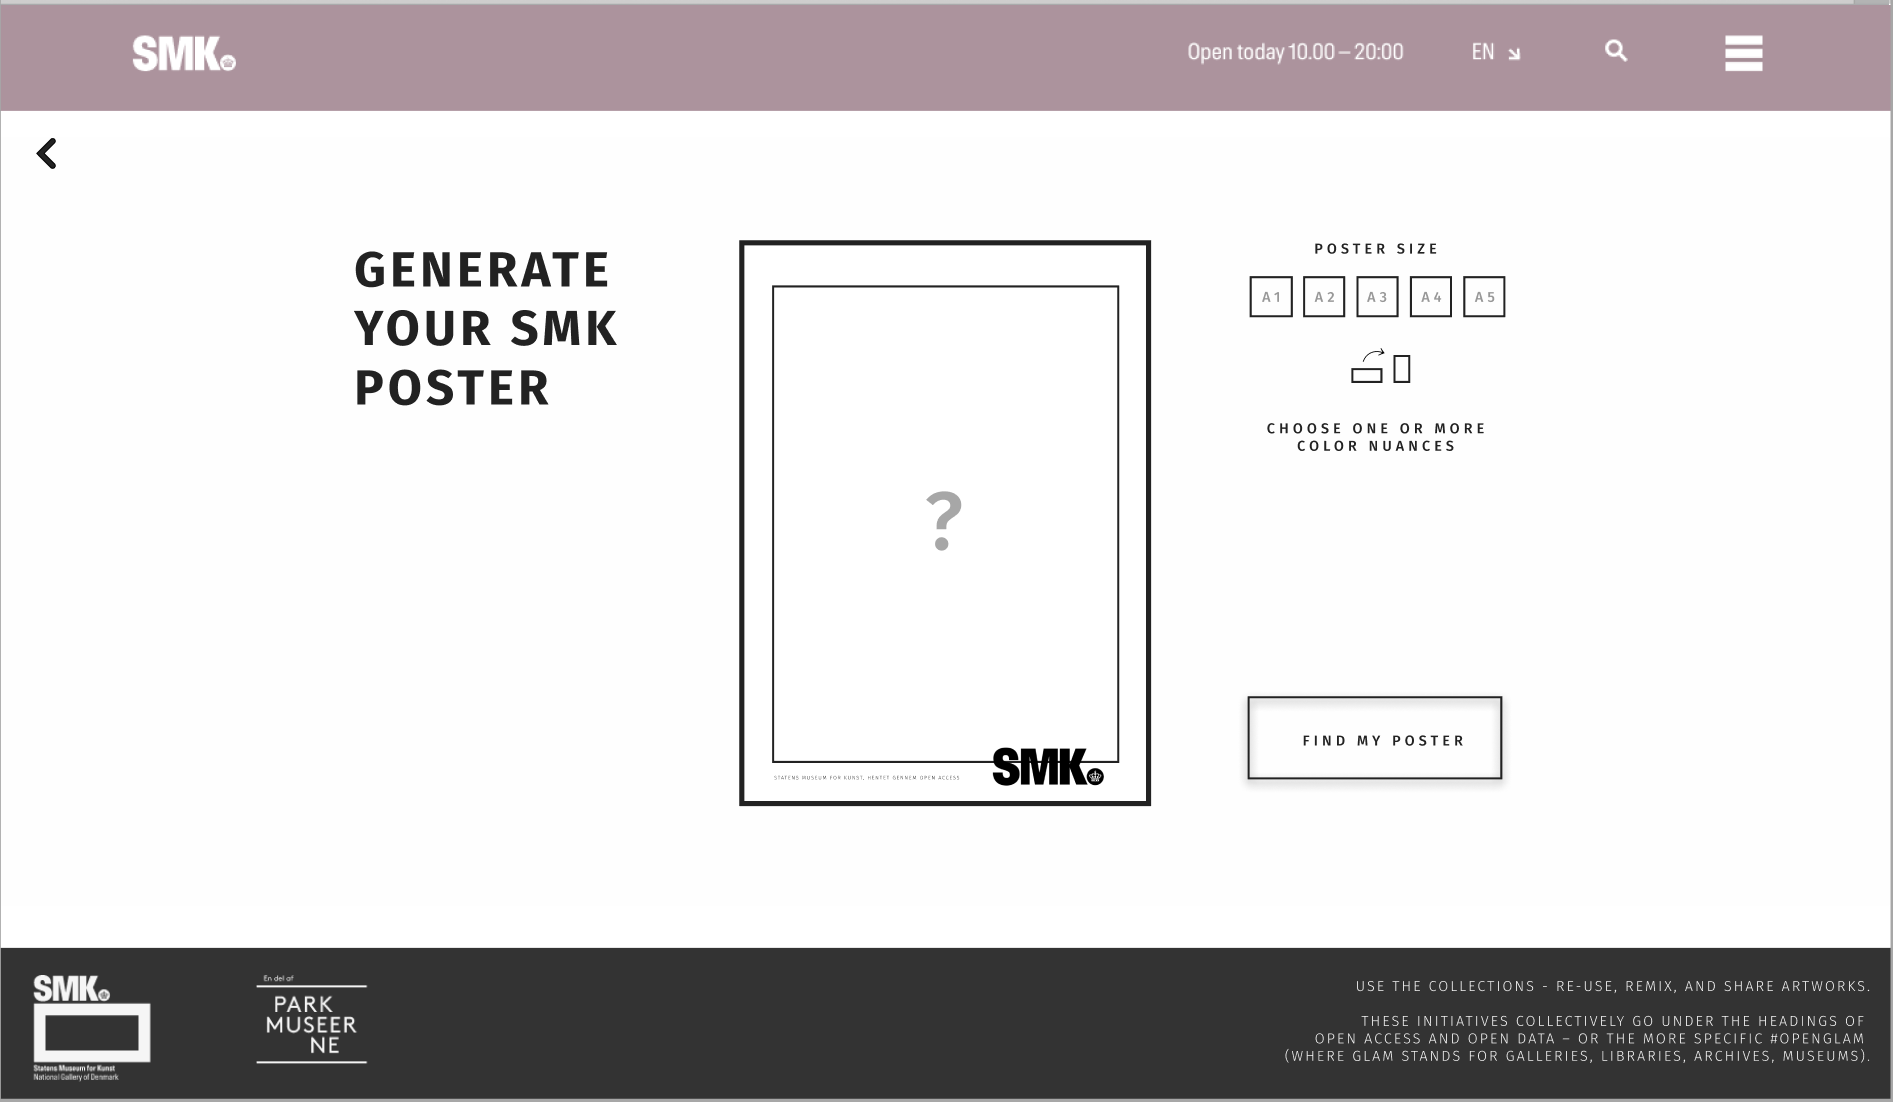 SMK.
Open today 10.00 – 20:00
EN
GENERATE
YOUR SMK
POSTER
?
STATENS MUSEUM FOR KUNST, HENTET GENNEM OPEN ACCESS
SMK.
POSTER SIZE
A1 A2 A3 A4 A5
CHOOSE ONE OR MORE
COLOR NUANCES
FIND MY POSTER
SMK.
Statens Museum for Kunst
National Gallery of Denmark
En del af
PARK
MUSEER
NE
USE THE COLLECTIONS - RE-USE, REMIX, AND SHARE ARTWORKS.
THESE INITIATIVES COLLECTIVELY GO UNDER THE HEADINGS OF
OPEN ACCESS AND OPEN DATA – OR THE MORE SPECIFIC #OPENGLAM
(WHERE GLAM STANDS FOR GALLERIES, LIBRARIES, ARCHIVES, MUSEUMS).